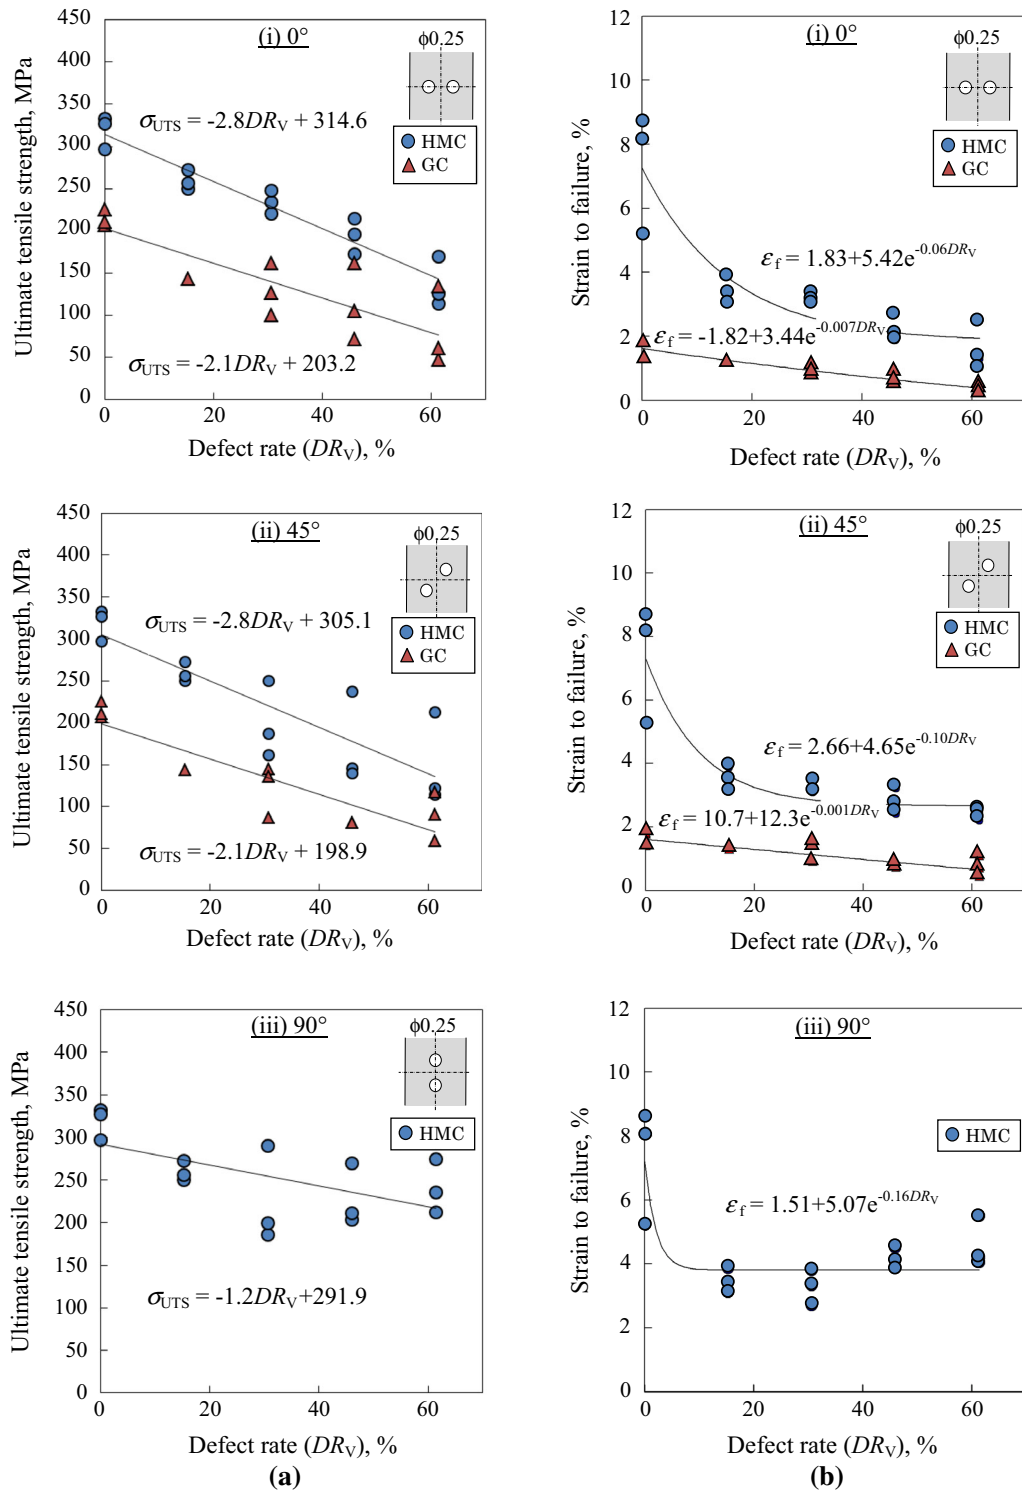 (i) 0°
ϕ0.25
450
400
350
300
250
200
150
100
50
0
Ultimate tensile strength, MPa
σUTS = -2.8DRV + 314.6
HMC
GC
σUTS = -2.1DRV + 203.2
0 20 40 60
Defect rate (DRV), %
(i) 0°
ϕ0.25
12
10
8
6
4
2
0
Strain to failure, %
HMC
GC
εf = 1.83+5.42e-0.06DRV
εf = -1.82+3.44e-0.007DRV
0 20 40 60
Defect rate (DRV), %
(ii) 45°
ϕ0.25
450
400
350
300
250
200
150
100
50
0
Ultimate tensile strength, MPa
σUTS = -2.8DRV + 305.1
HMC
GC
σUTS = -2.1DRV + 198.9
0 20 40 60
Defect rate (DRV), %
(ii) 45°
ϕ0.25
12
10
8
6
4
2
0
Strain to failure, %
HMC
GC
εf = 2.66+4.65e-0.10DRV
εf = 10.7+12.3e-0.001DRV
0 20 40 60
Defect rate (DRV), %
(iii) 90°
ϕ0.25
450
400
350
300
250
200
150
100
50
0
Ultimate tensile strength, MPa
HMC
σUTS = -1.2DRV+291.9
0 20 40 60
Defect rate (DRV), %
(a)
(iii) 90°
12
10
8
6
4
2
0
Strain to failure, %
HMC
εf = 1.51+5.07e-0.16DRV
0 20 40 60
Defect rate (DRV), %
(b)